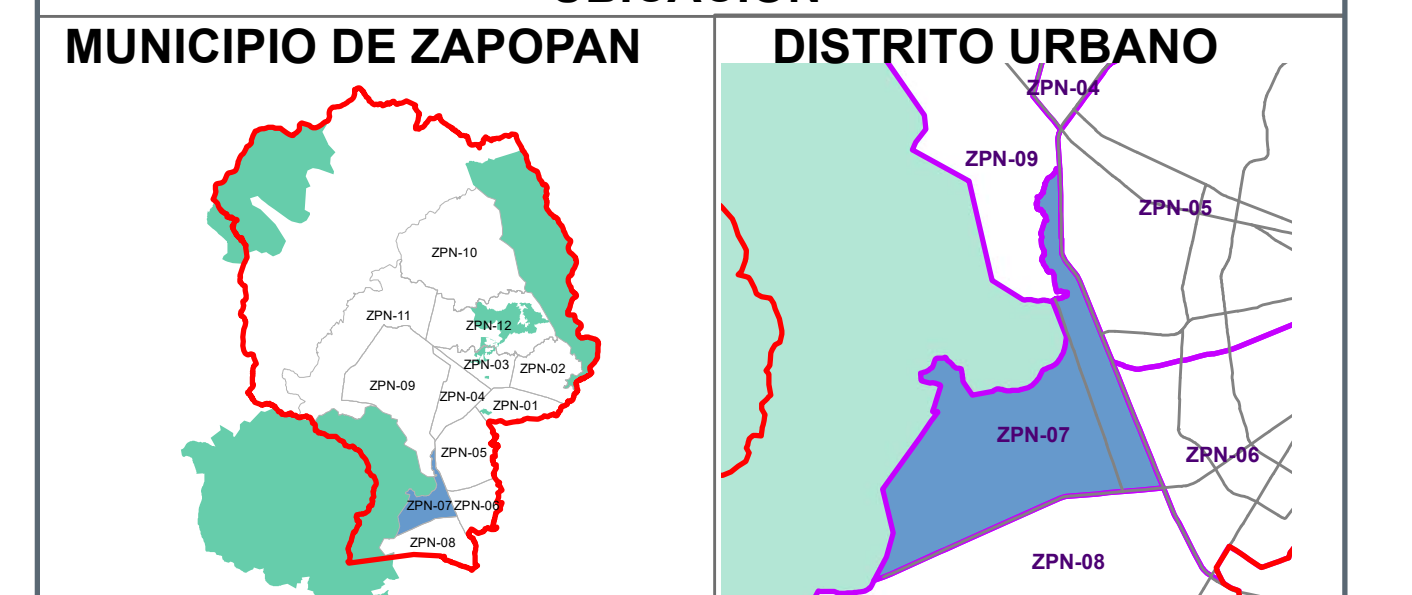 UBICACIÓN
MUNICIPIO DE ZAPOPAN
ZPN-10
ZPN-11
ZPN-12
ZPN-03
ZPN-02
ZPN-09
ZPN-04
ZPN-01
ZPN-05
ZPN-07
ZPN-06
ZPN-08
DISTRITO URBANO
ZPN-04
ZPN-09
ZPN-05
ZPN-07
ZPN-06
ZPN-08